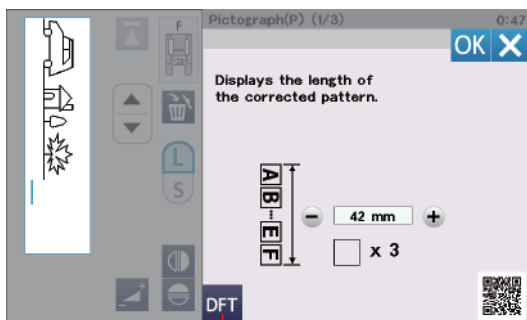 F
Pictograph(P) (1/3)
0:47
OK
Displays the length of
the corrected pattern.
L
S
A
B
E
F
42 mm
x 3
DFT